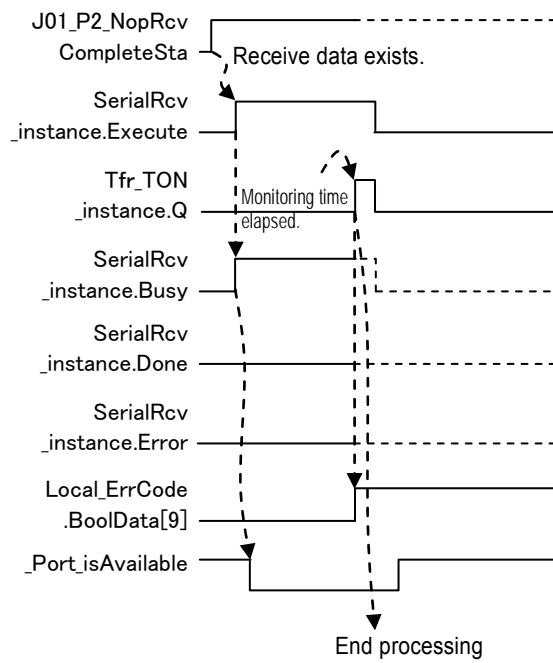 J01_P2_NopRcv
CompleteSta
Receive data exists.
SerialRcv
_instance.Execute
Tfr_TON
_instance.Q
Monitoring time
elapsed.
SerialRcv
_instance.Busy
SerialRcv
_instance.Done
SerialRcv
_instance.Error
Local_ErrCode
.BoolData[9]
_Port_isAvailable
End processing